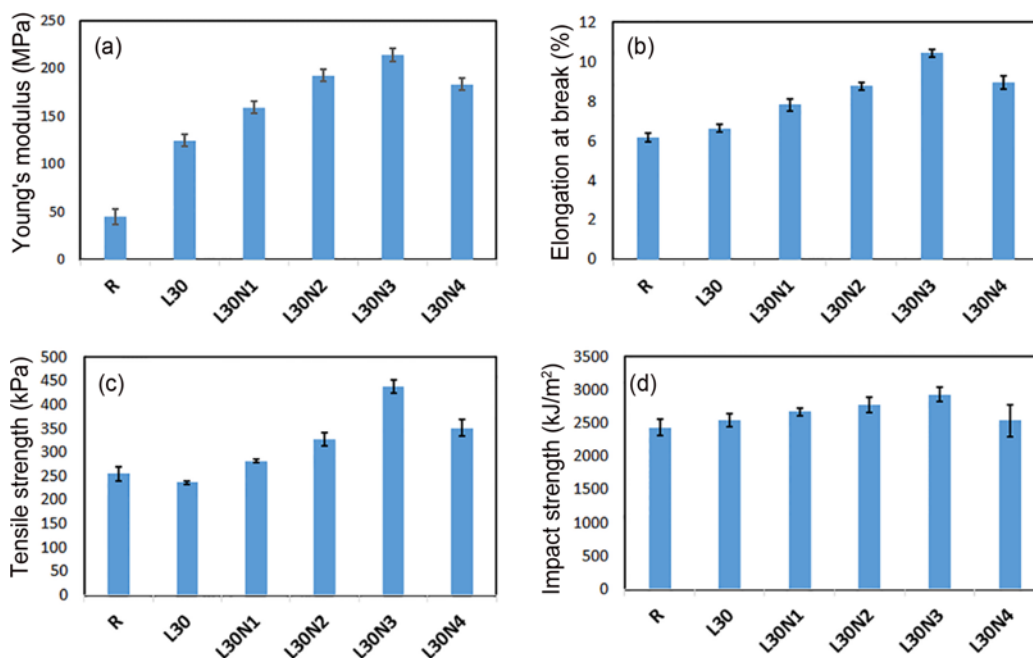 (a)
Young's modulus (MPa)
250
200
150
100
50
0
R L30 L30N1 L30N2 L30N3 L30N4
(b)
Elongation at break (%)
12
10
8
6
4
2
0
R L30 L30N1 L30N2 L30N3 L30N4
(c)
Tensile strength (kPa)
500
450
400
350
300
250
200
150
100
50
0
R L30 L30N1 L30N2 L30N3 L30N4
(d)
Impact strength (kJ/m²)
3500
3000
2500
2000
1500
1000
500
0
R L30 L30N1 L30N2 L30N3 L30N4